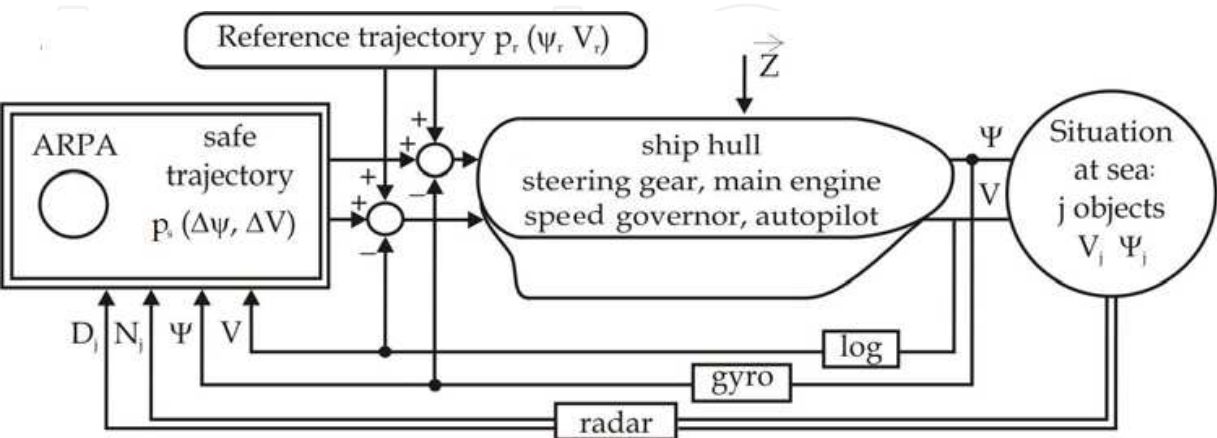 Reference trajectory pᵣ (ψᵣ Vᵣ)
Z
ARPA
safe
trajectory
pₛ (Δψ, ΔV)
+
+
+
+
−
−
ship hull
steering gear, main engine
speed governor, autopilot
Ψ
V
Situation
at sea:
j objects
Vⱼ Ψⱼ
Dⱼ Nⱼ Ψ V
log
gyro
radar